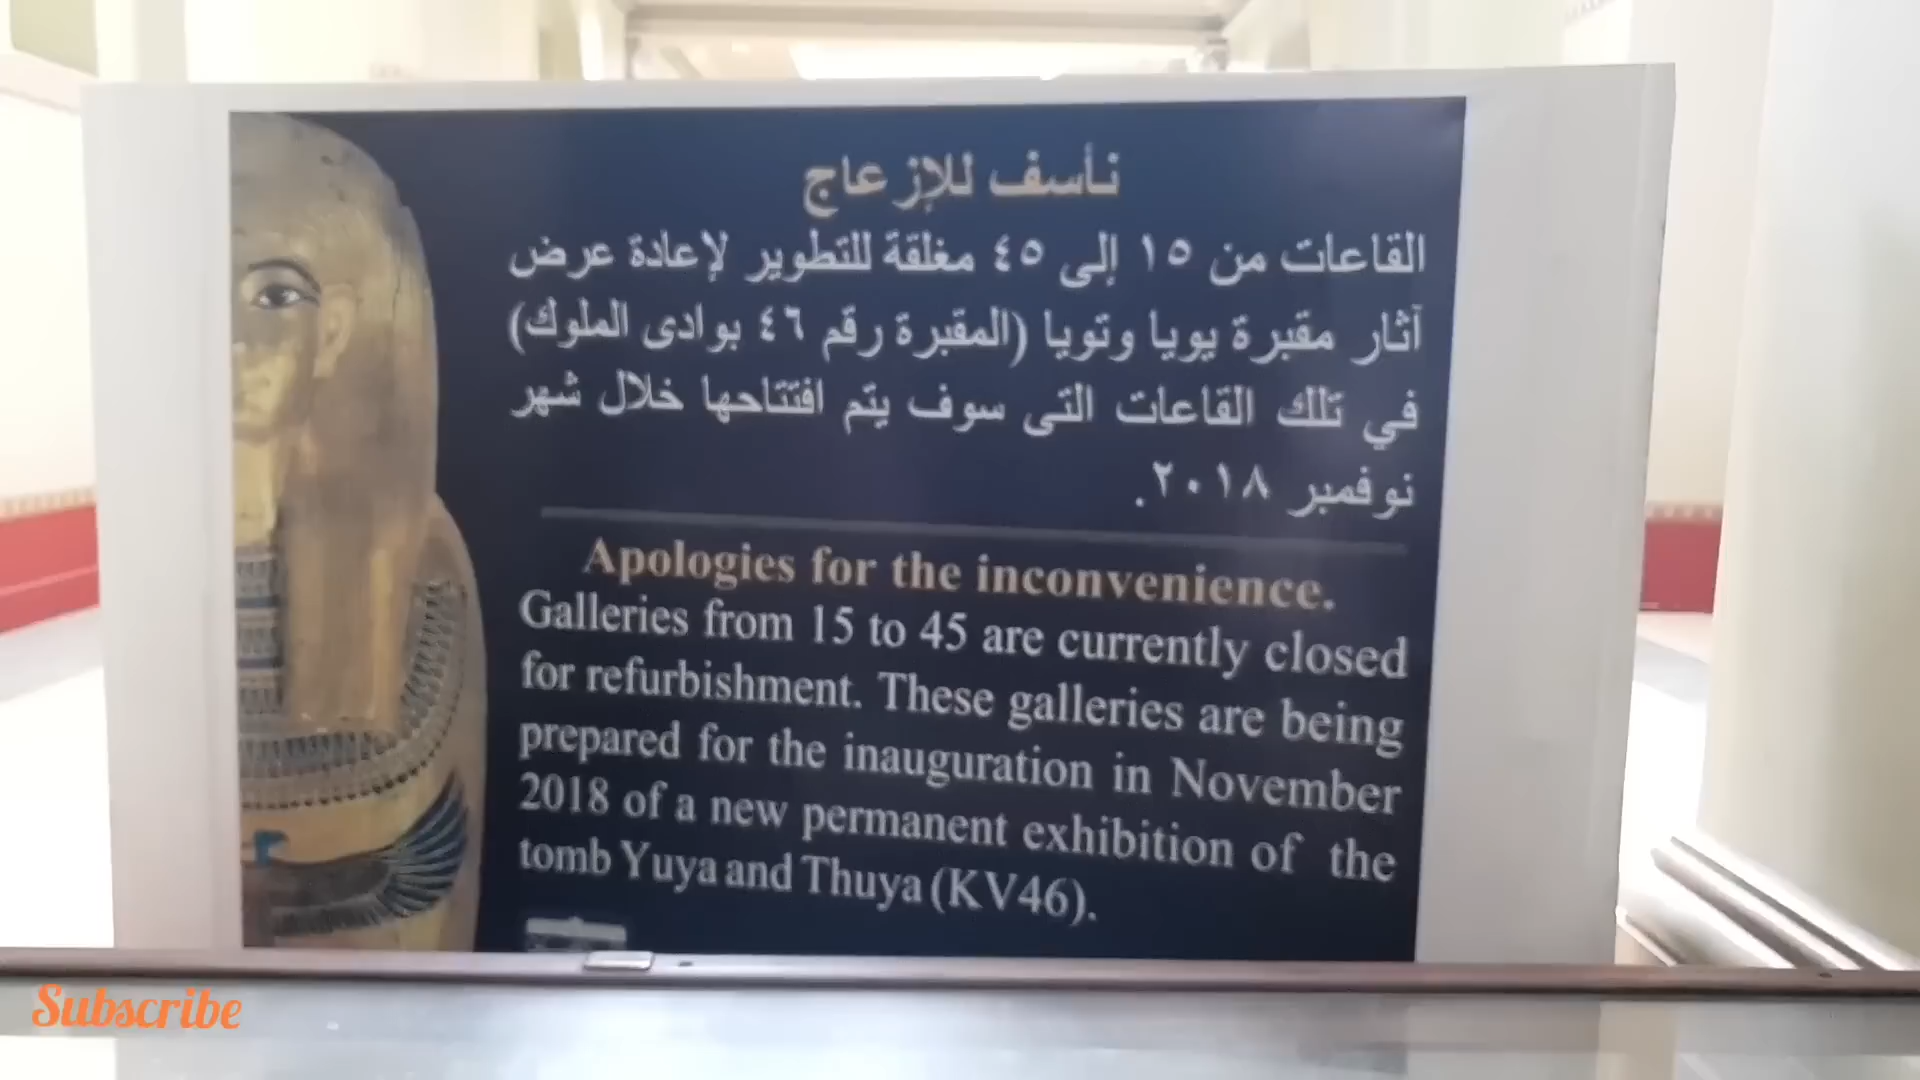 نأسف للإزعاج
القاعات من ١٥ إلى ٤٥ مغلقة للتطوير لإعادة عرض
آثار مقبرة يويا وتويا (المقبرة رقم ٤٦ بوادى الملوك)
في تلك القاعات التى سوف يتم افتتاحها خلال شهر
نوفمبر ٢٠١٨.
Apologies for the inconvenience.
Galleries from 15 to 45 are currently closed
for refurbishment. These galleries are being
prepared for the inauguration in November
2018 of a new permanent exhibition of the
tomb Yuya and Thuya (KV46).
Subscribe